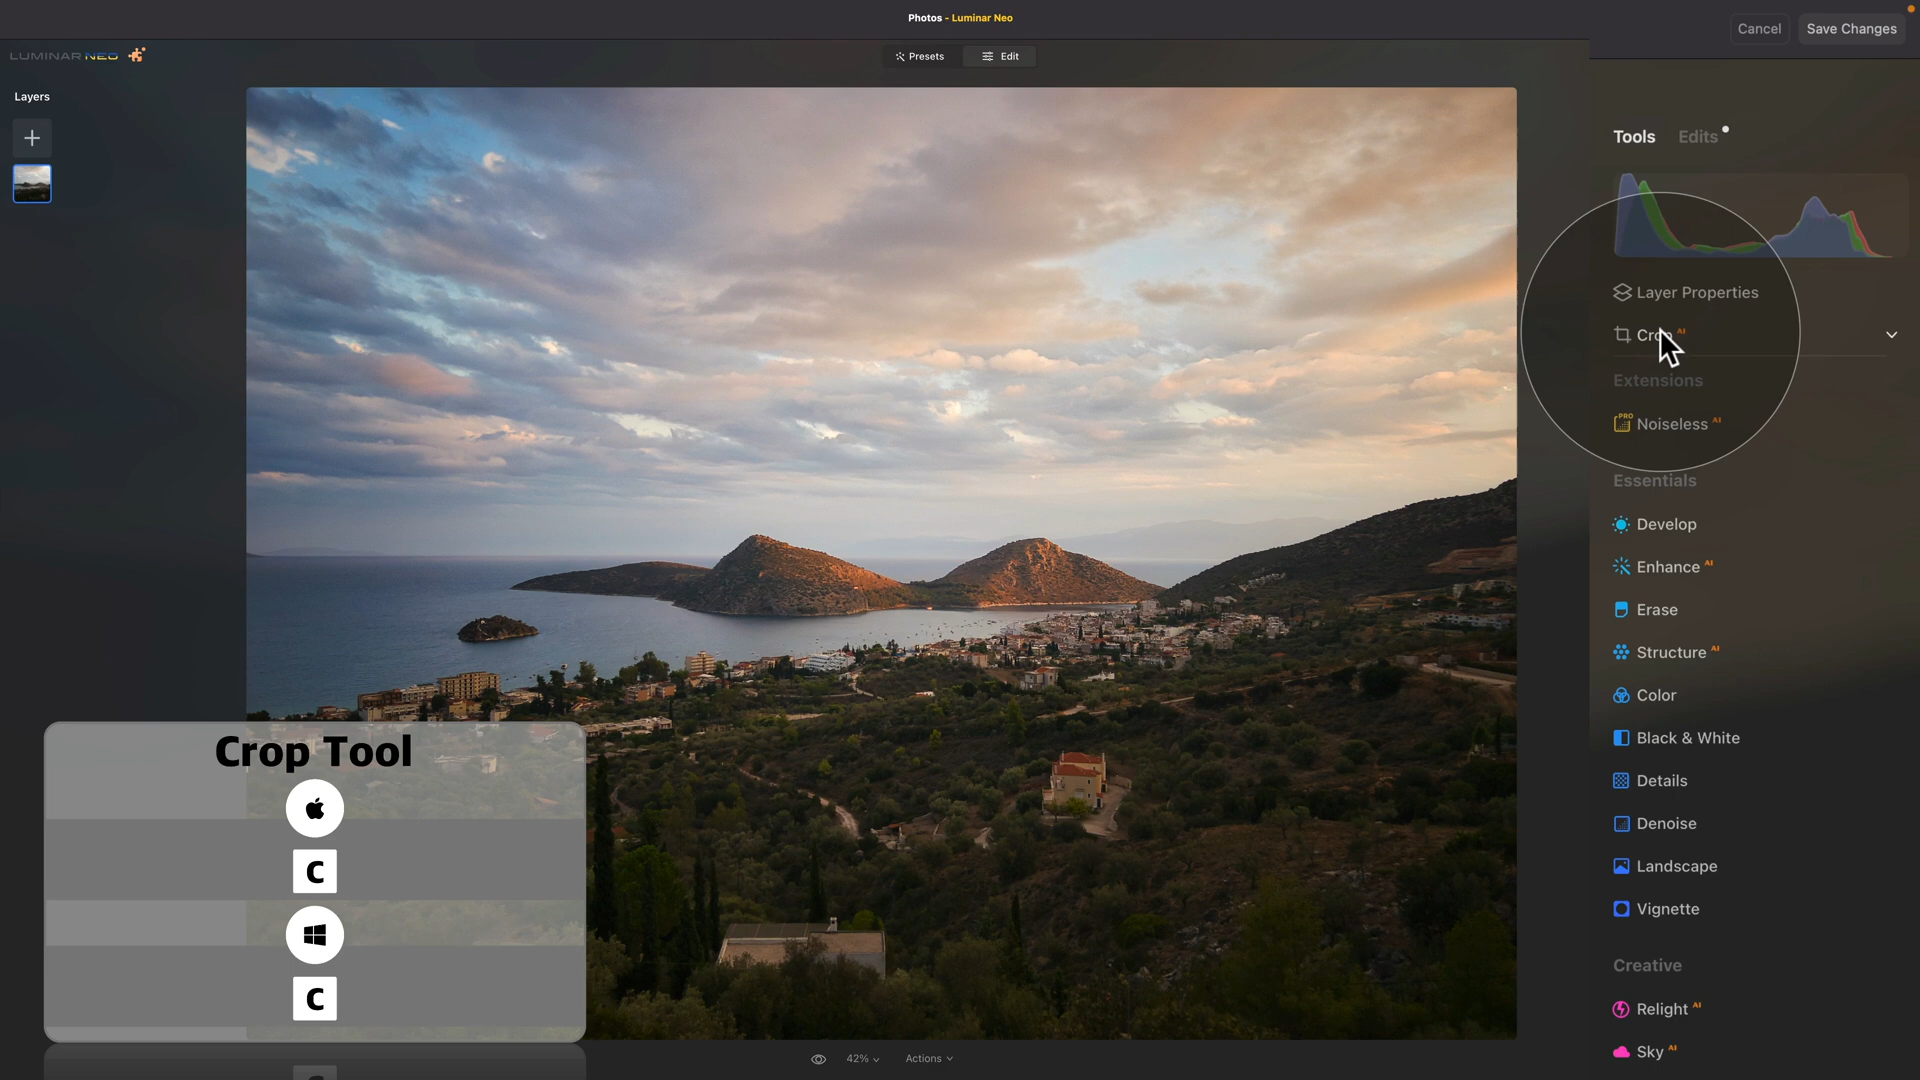 Photos - Luminar Neo
Cancel
Save Changes
LUMINAR NEO
Presets
Edit
Layers
Tools
Edits
Layer Properties
Crop AI
Extensions
PRO
Noiseless AI
Essentials
Develop
Enhance AI
Erase
Structure AI
Color
Black & White
Details
Denoise
Landscape
Vignette
Creative
Relight AI
Sky AI
Crop Tool
C
C
42%
Actions